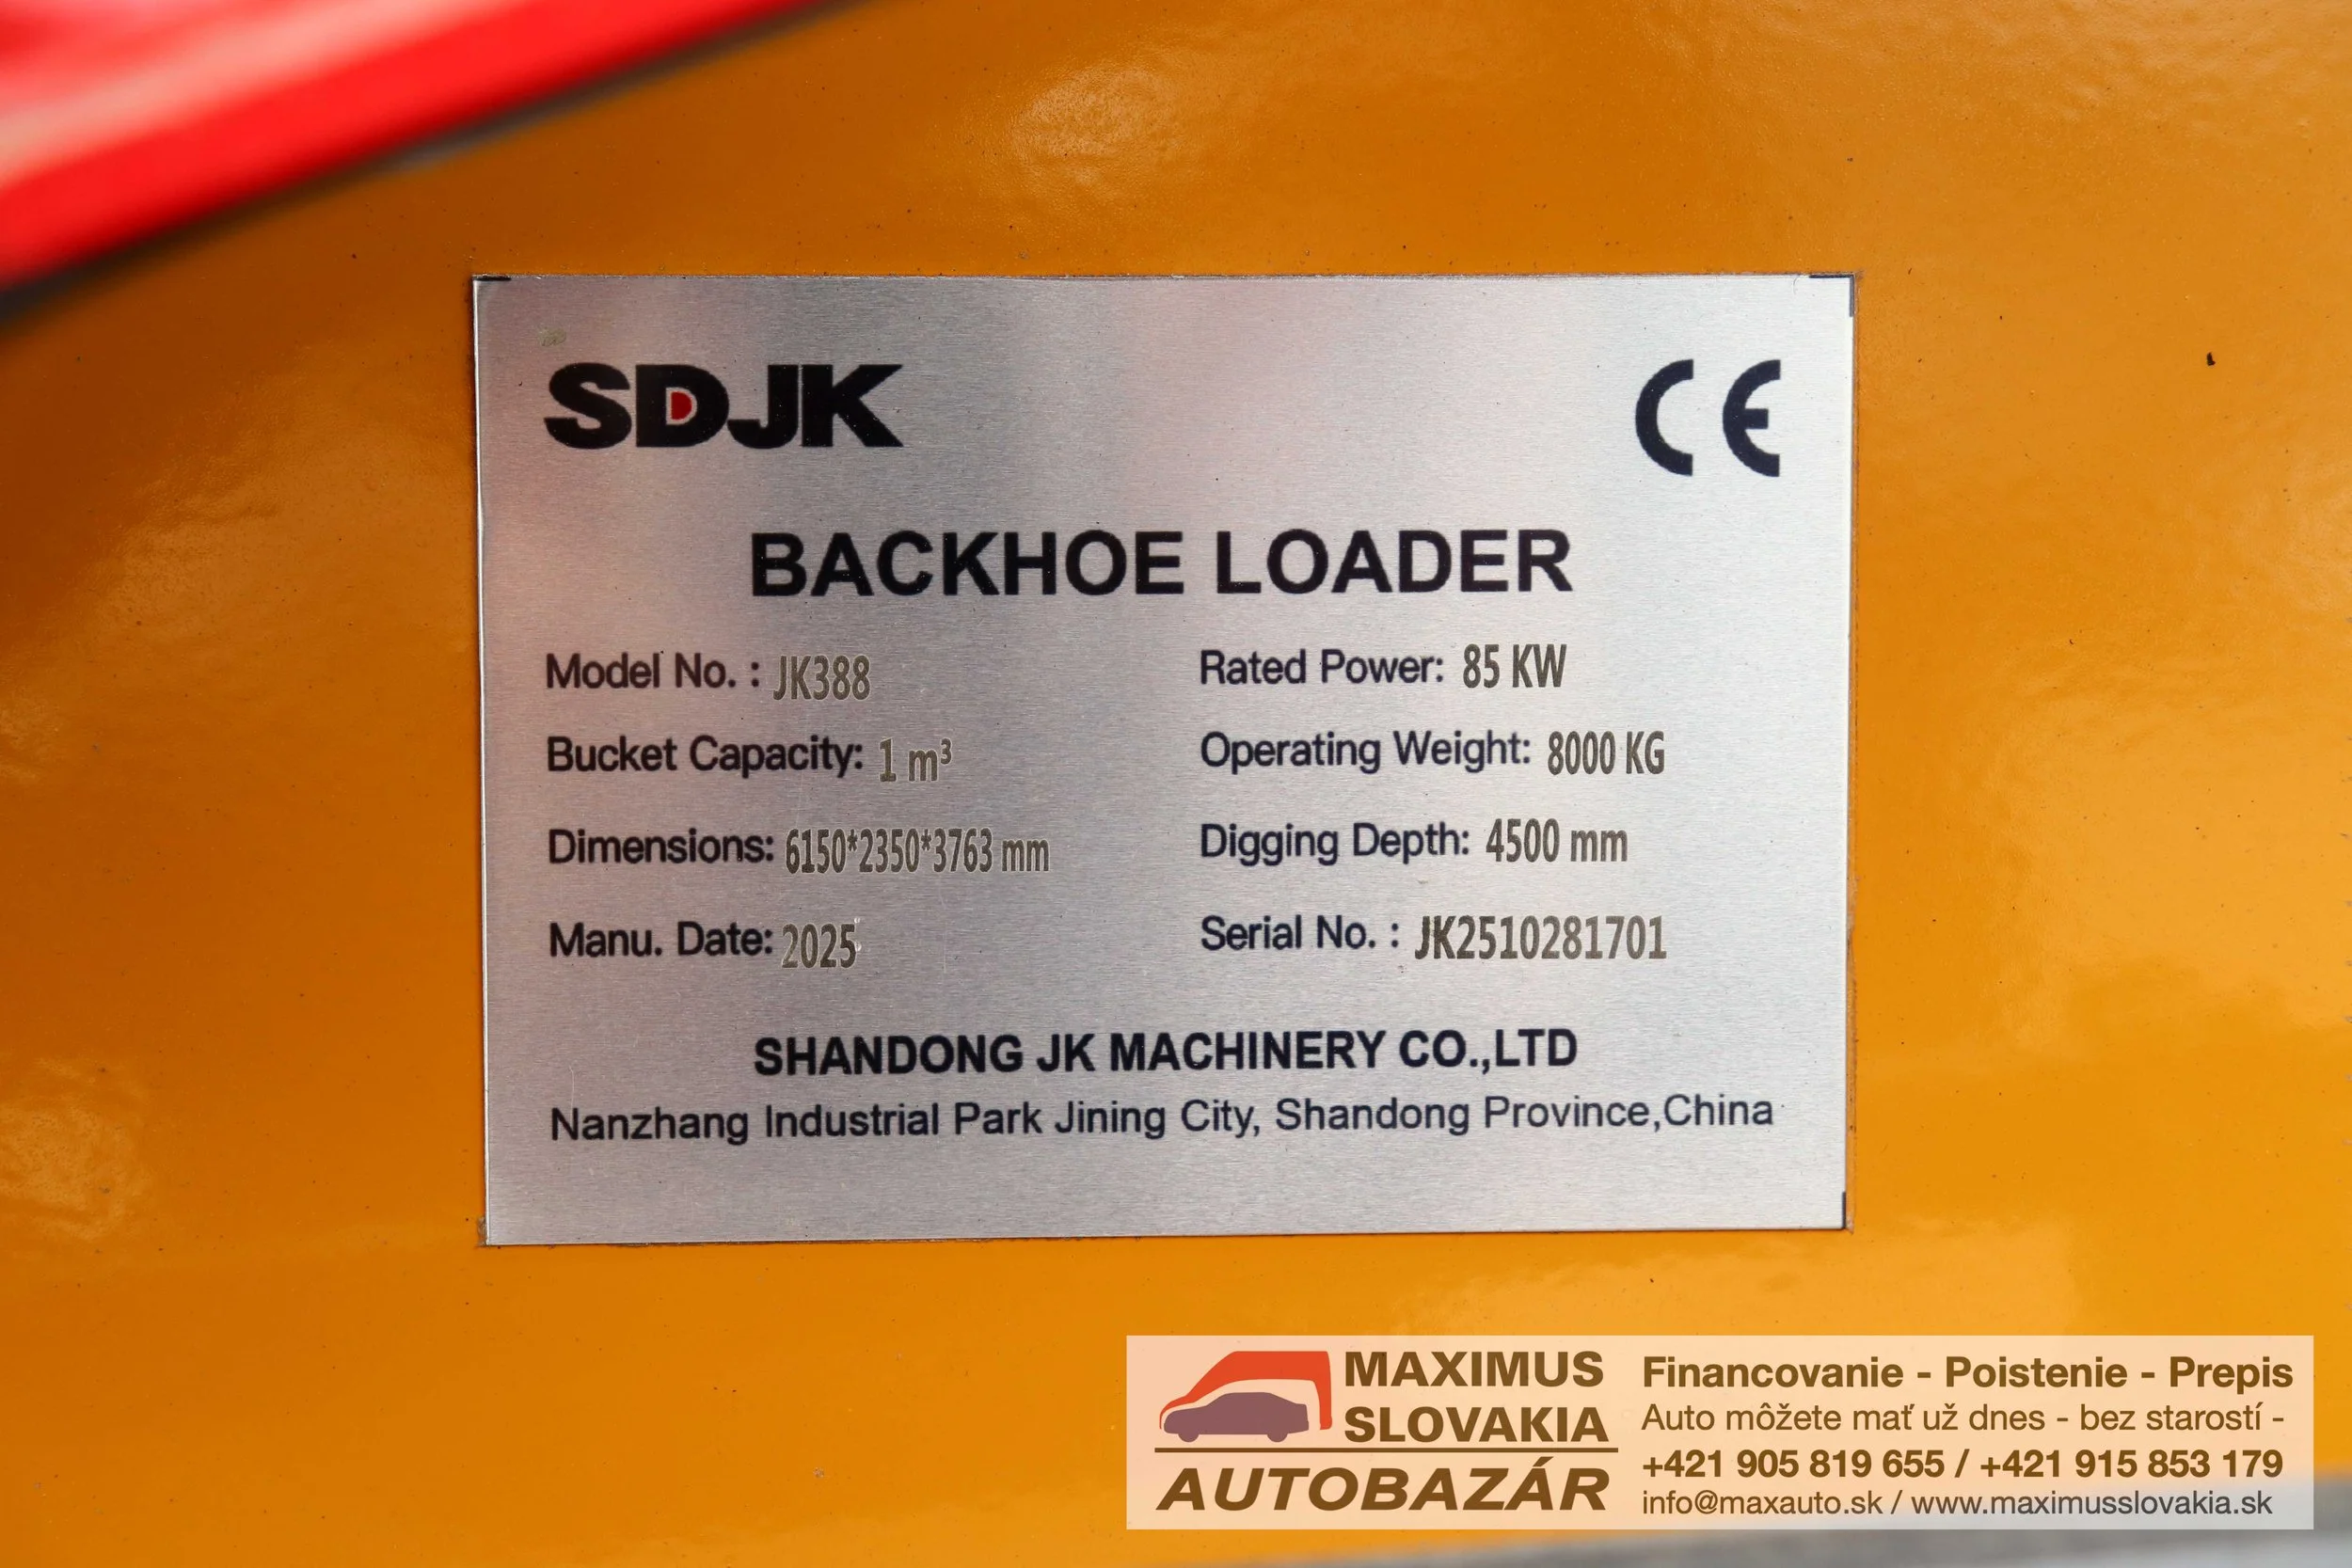 SDJK
CE
BACKHOE LOADER
Model No. : JK388
Rated Power: 85 KW
Bucket Capacity: 1 m³
Operating Weight: 8000 KG
Dimensions: 6150*2350*3763 mm
Digging Depth: 4500 mm
Manu. Date: 2025
Serial No. : JK2510281701
SHANDONG JK MACHINERY CO.,LTD
Nanzhang Industrial Park Jining City, Shandong Province,China
MAXIMUS
SLOVAKIA
AUTOBAZÁR
Financovanie - Poistenie - Prepis
Auto môžete mať už dnes - bez starostí -
+421 905 819 655 / +421 915 853 179
info@maxauto.sk / www.maximusslovakia.sk